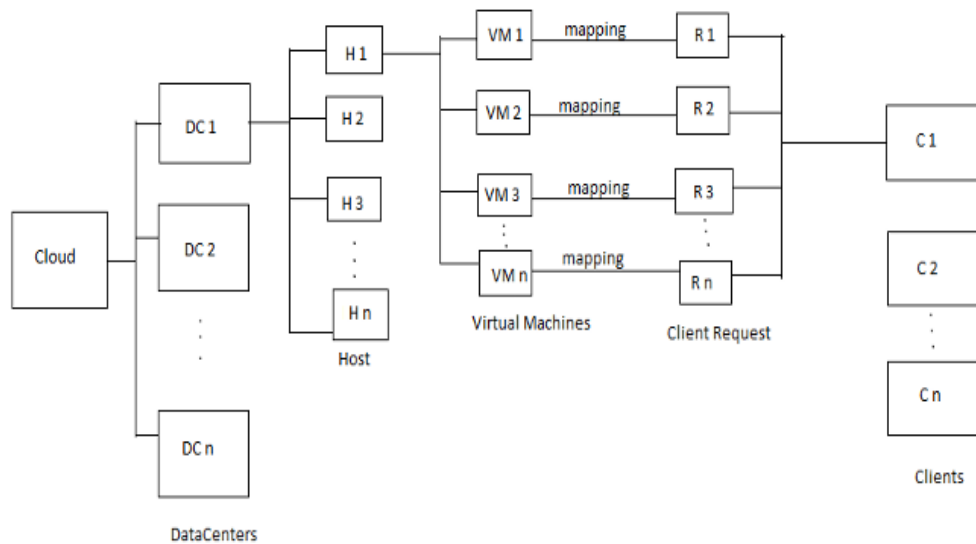 Cloud
DC 1
DC 2
DC n
DataCenters
H 1
H 2
H 3
H n
Host
VM 1
VM 2
VM 3
VM n
Virtual Machines
mapping
mapping
mapping
mapping
R 1
R 2
R 3
R n
Client Request
C 1
C 2
C n
Clients